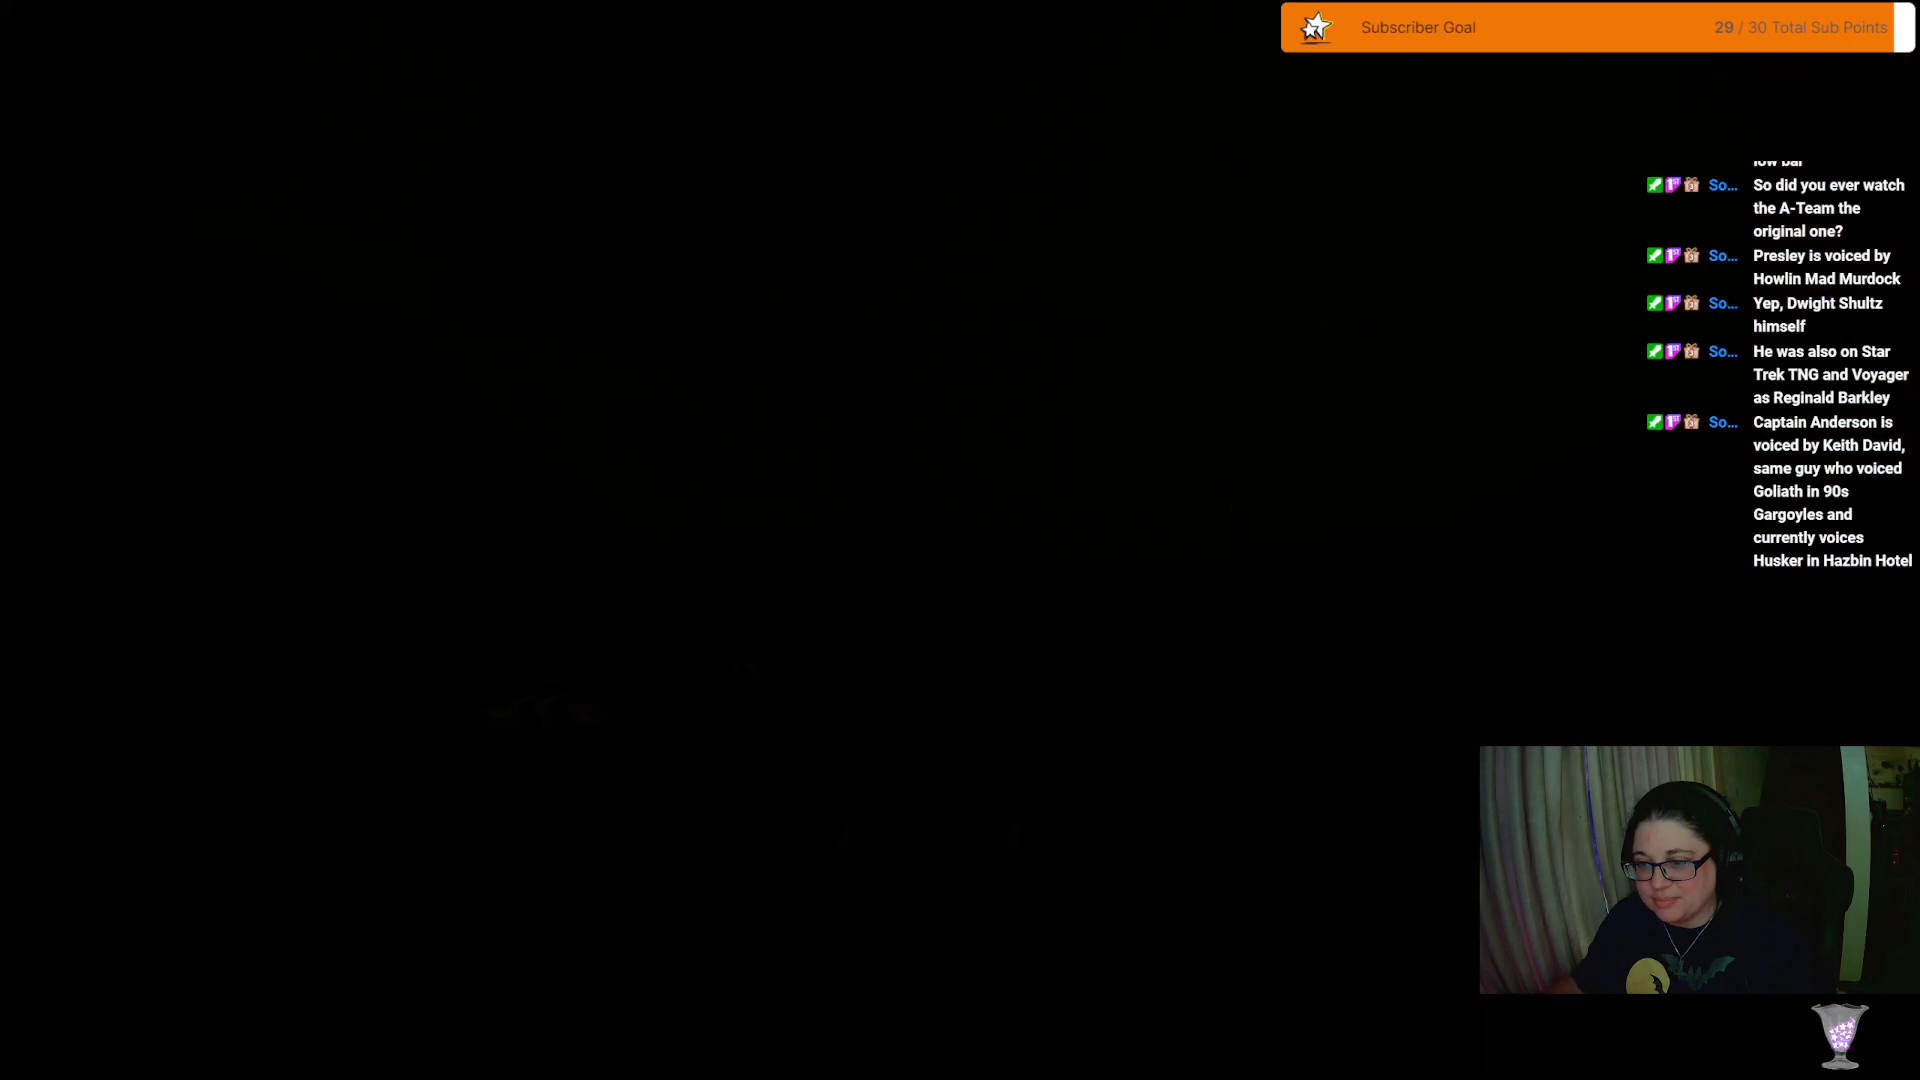 Subscriber Goal
29 / 30 Total Sub Points
low bar
So... So did you ever watch
the A-Team the
original one?
So... Presley is voiced by
Howlin Mad Murdock
So... Yep, Dwight Shultz
himself
So... He was also on Star
Trek TNG and Voyager
as Reginald Barkley
So... Captain Anderson is
voiced by Keith David,
same guy who voiced
Goliath in 90s
Gargoyles and
currently voices
Husker in Hazbin Hotel